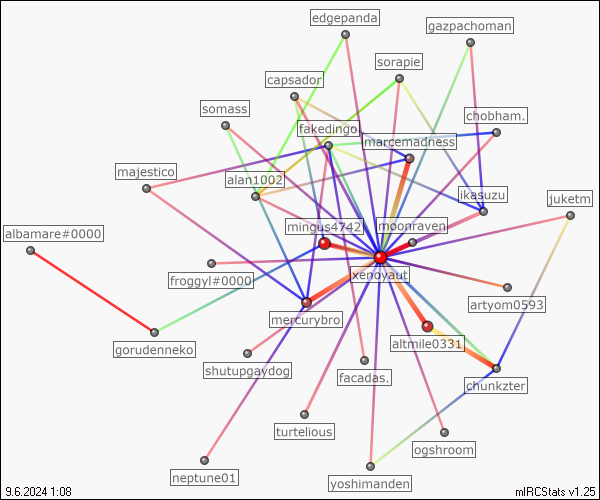 edgepanda
gazpachoman
sorapie
capsador
somass
chobham.
fakedingo
marcemadness
majestico
alan1002
ikasuzu
juketm
albamare#0000
mingus4742
moonraven
froggyl#0000
xenoyaut
artyom0593
mercurybro
gorudenneko
altmile0331
shutupgaydog
facadas.
chunkzter
turtelious
ogshroom
neptune01
yoshimanden
9.6.2024 1:08
mIRCStats v1.25